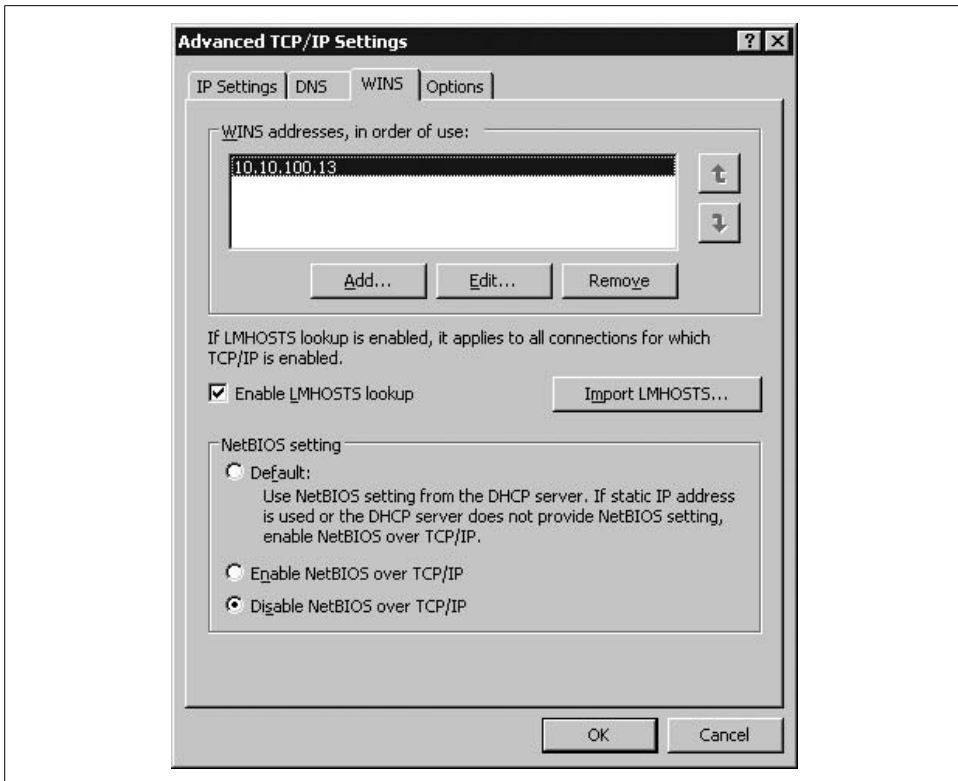 Advanced TCP/IP Settings
IP Settings DNS WINS Options
WINS addresses, in order of use:
10.10.100.13
Add... Edit... Remove
If LMHOSTS lookup is enabled, it applies to all connections for which
TCP/IP is enabled.
Enable LMHOSTS lookup Import LMHOSTS...
NetBIOS setting
Default:
Use NetBIOS setting from the DHCP server. If static IP address
is used or the DHCP server does not provide NetBIOS setting,
enable NetBIOS over TCP/IP.
Enable NetBIOS over TCP/IP
Disable NetBIOS over TCP/IP
OK Cancel